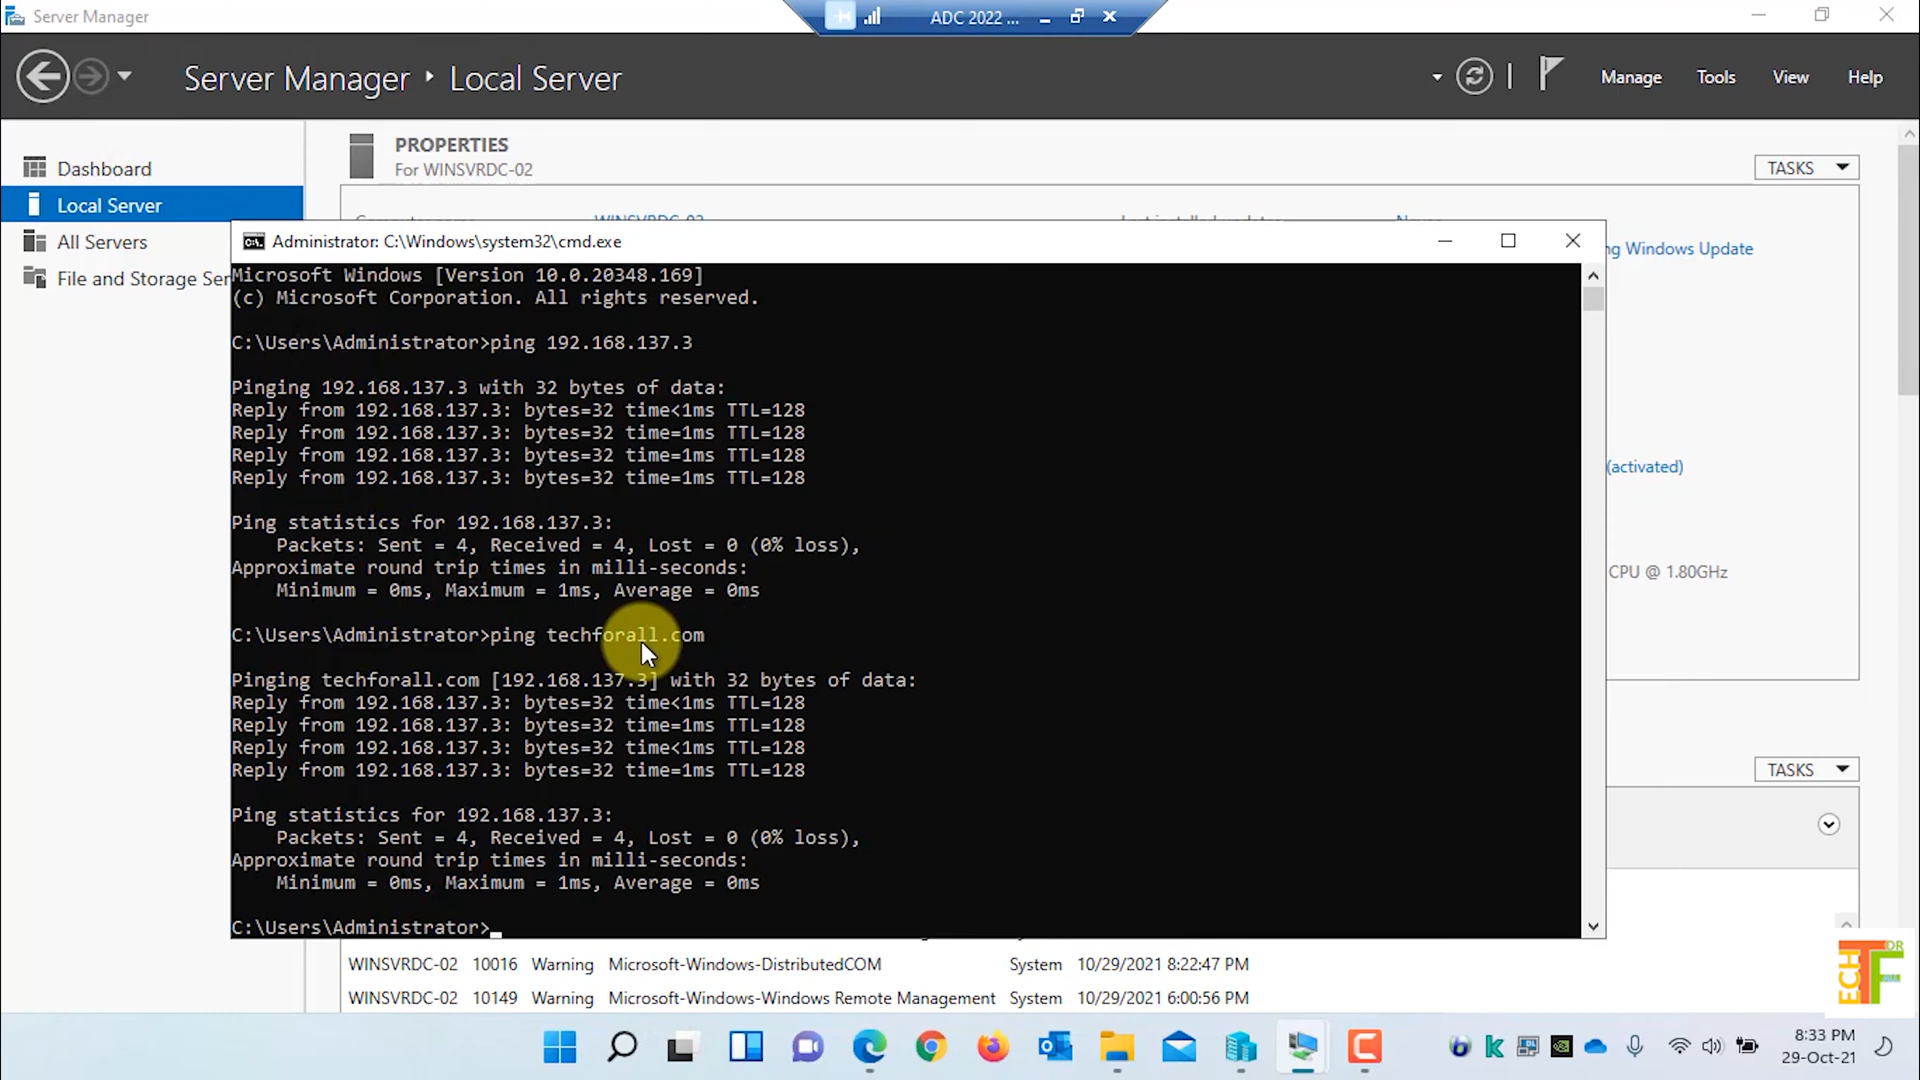 Server Manager
ADC 2022 ...
Server Manager
Local Server
Manage
Tools
View
Help
Dashboard
Local Server
All Servers
File and Storage Ser
PROPERTIES
For WINSVRDC-02
TASKS
WINSVRDC-02
ng Windows Update
(activated)
CPU @ 1.80GHz
TASKS
Administrator: C:\Windows\system32\cmd.exe
Microsoft Windows [Version 10.0.20348.169]
(c) Microsoft Corporation. All rights reserved.
C:\Users\Administrator>ping 192.168.137.3
Pinging 192.168.137.3 with 32 bytes of data:
Reply from 192.168.137.3: bytes=32 time<1ms TTL=128
Reply from 192.168.137.3: bytes=32 time=1ms TTL=128
Reply from 192.168.137.3: bytes=32 time=1ms TTL=128
Reply from 192.168.137.3: bytes=32 time=1ms TTL=128
Ping statistics for 192.168.137.3:
Packets: Sent = 4, Received = 4, Lost = 0 (0% loss),
Approximate round trip times in milli-seconds:
Minimum = 0ms, Maximum = 1ms, Average = 0ms
C:\Users\Administrator>ping techforall.com
Pinging techforall.com [192.168.137.3] with 32 bytes of data:
Reply from 192.168.137.3: bytes=32 time<1ms TTL=128
Reply from 192.168.137.3: bytes=32 time=1ms TTL=128
Reply from 192.168.137.3: bytes=32 time<1ms TTL=128
Reply from 192.168.137.3: bytes=32 time=1ms TTL=128
Ping statistics for 192.168.137.3:
Packets: Sent = 4, Received = 4, Lost = 0 (0% loss),
Approximate round trip times in milli-seconds:
Minimum = 0ms, Maximum = 1ms, Average = 0ms
C:\Users\Administrator>
WINSVRDC-02 10016 Warning Microsoft-Windows-DistributedCOM System 10/29/2021 8:22:47 PM
WINSVRDC-02 10149 Warning Microsoft-Windows-Windows Remote Management System 10/29/2021 6:00:56 PM
TECH FOR ALL
8:33 PM
29-Oct-21